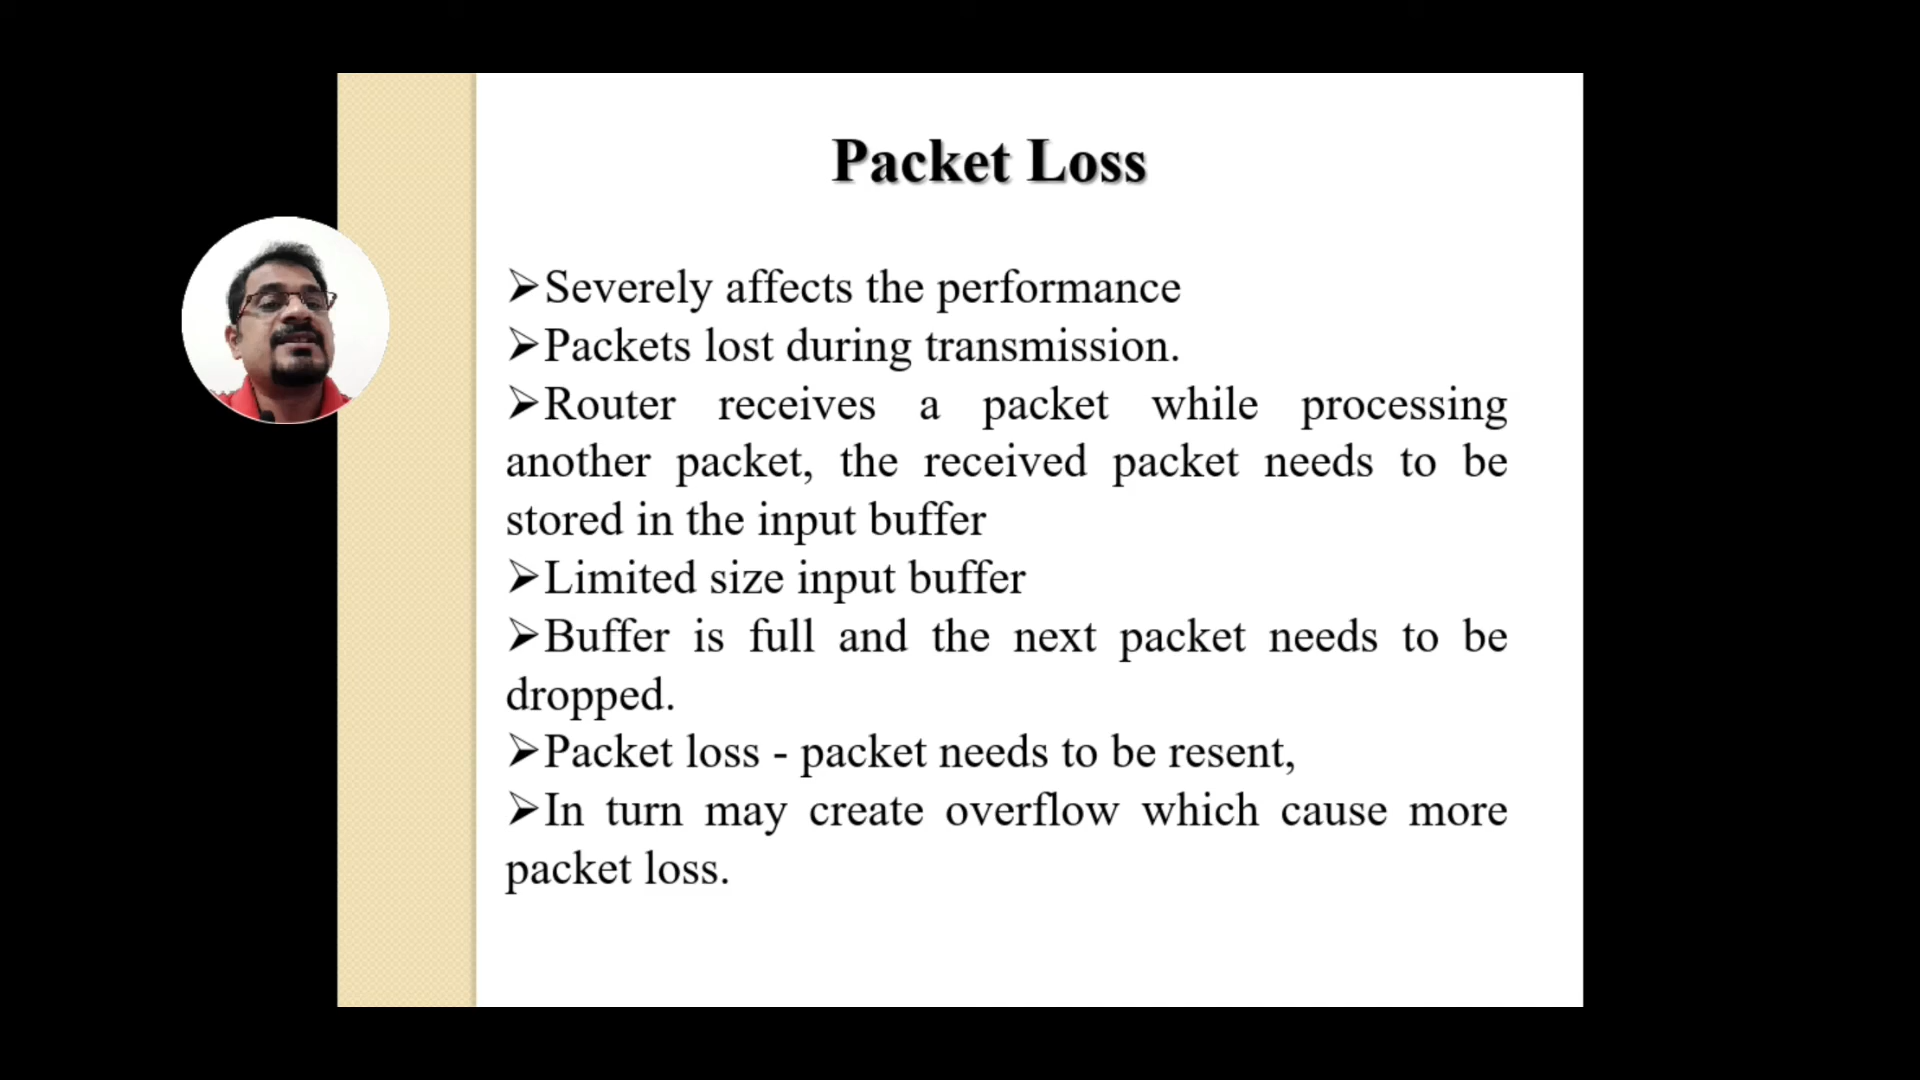 Packet Loss
➢Severely affects the performance
➢Packets lost during transmission.
➢Router receives a packet while processing
another packet, the received packet needs to be
stored in the input buffer
➢Limited size input buffer
➢Buffer is full and the next packet needs to be
dropped.
➢Packet loss - packet needs to be resent,
➢In turn may create overflow which cause more
packet loss.